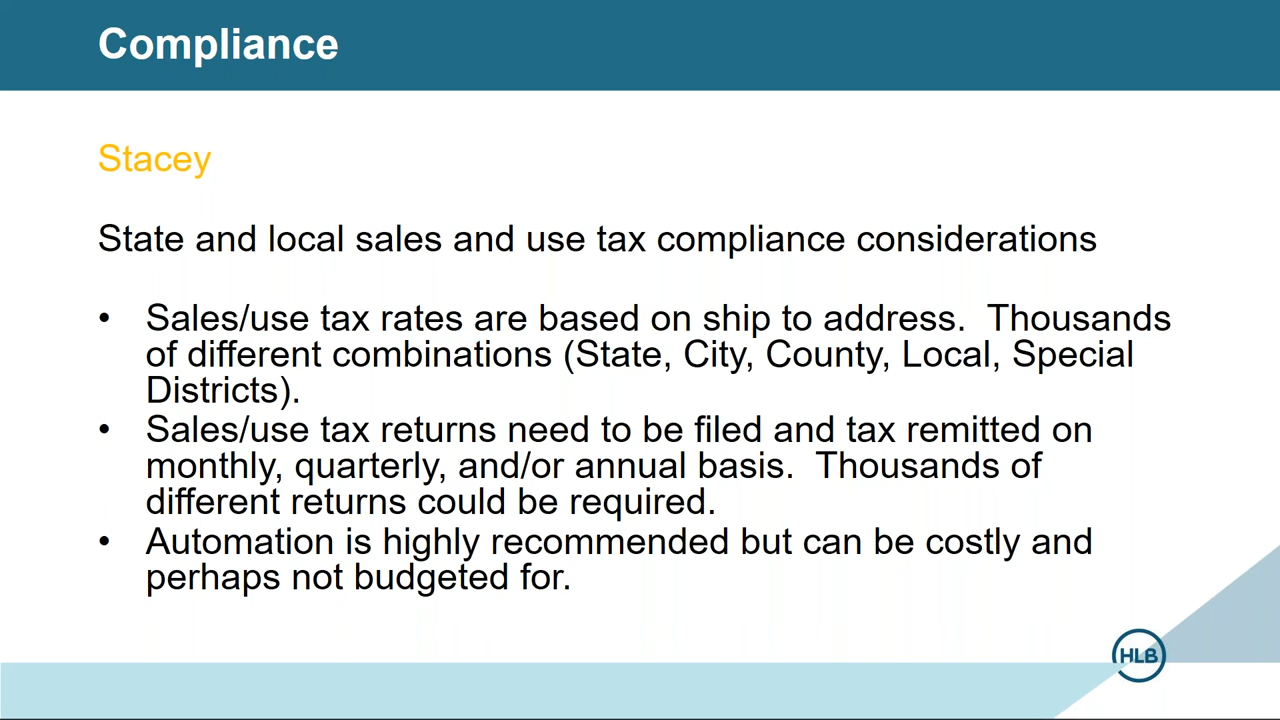 Compliance
Stacey
State and local sales and use tax compliance considerations
• Sales/use tax rates are based on ship to address.  Thousands
of different combinations (State, City, County, Local, Special
Districts).
• Sales/use tax returns need to be filed and tax remitted on
monthly, quarterly, and/or annual basis.  Thousands of
different returns could be required.
• Automation is highly recommended but can be costly and
perhaps not budgeted for.
HLB